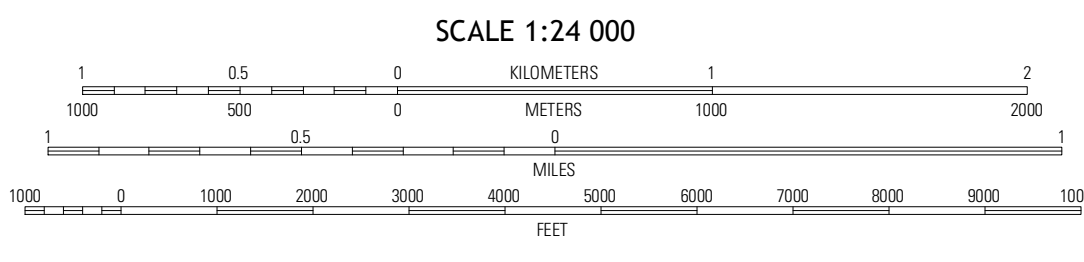 SCALE 1:24 000
1 0.5 0 KILOMETERS 1 2
1000 500 0 METERS 1000 2000
1 0.5 0 1
MILES
1000 0 1000 2000 3000 4000 5000 6000 7000 8000 9000 100
FEET